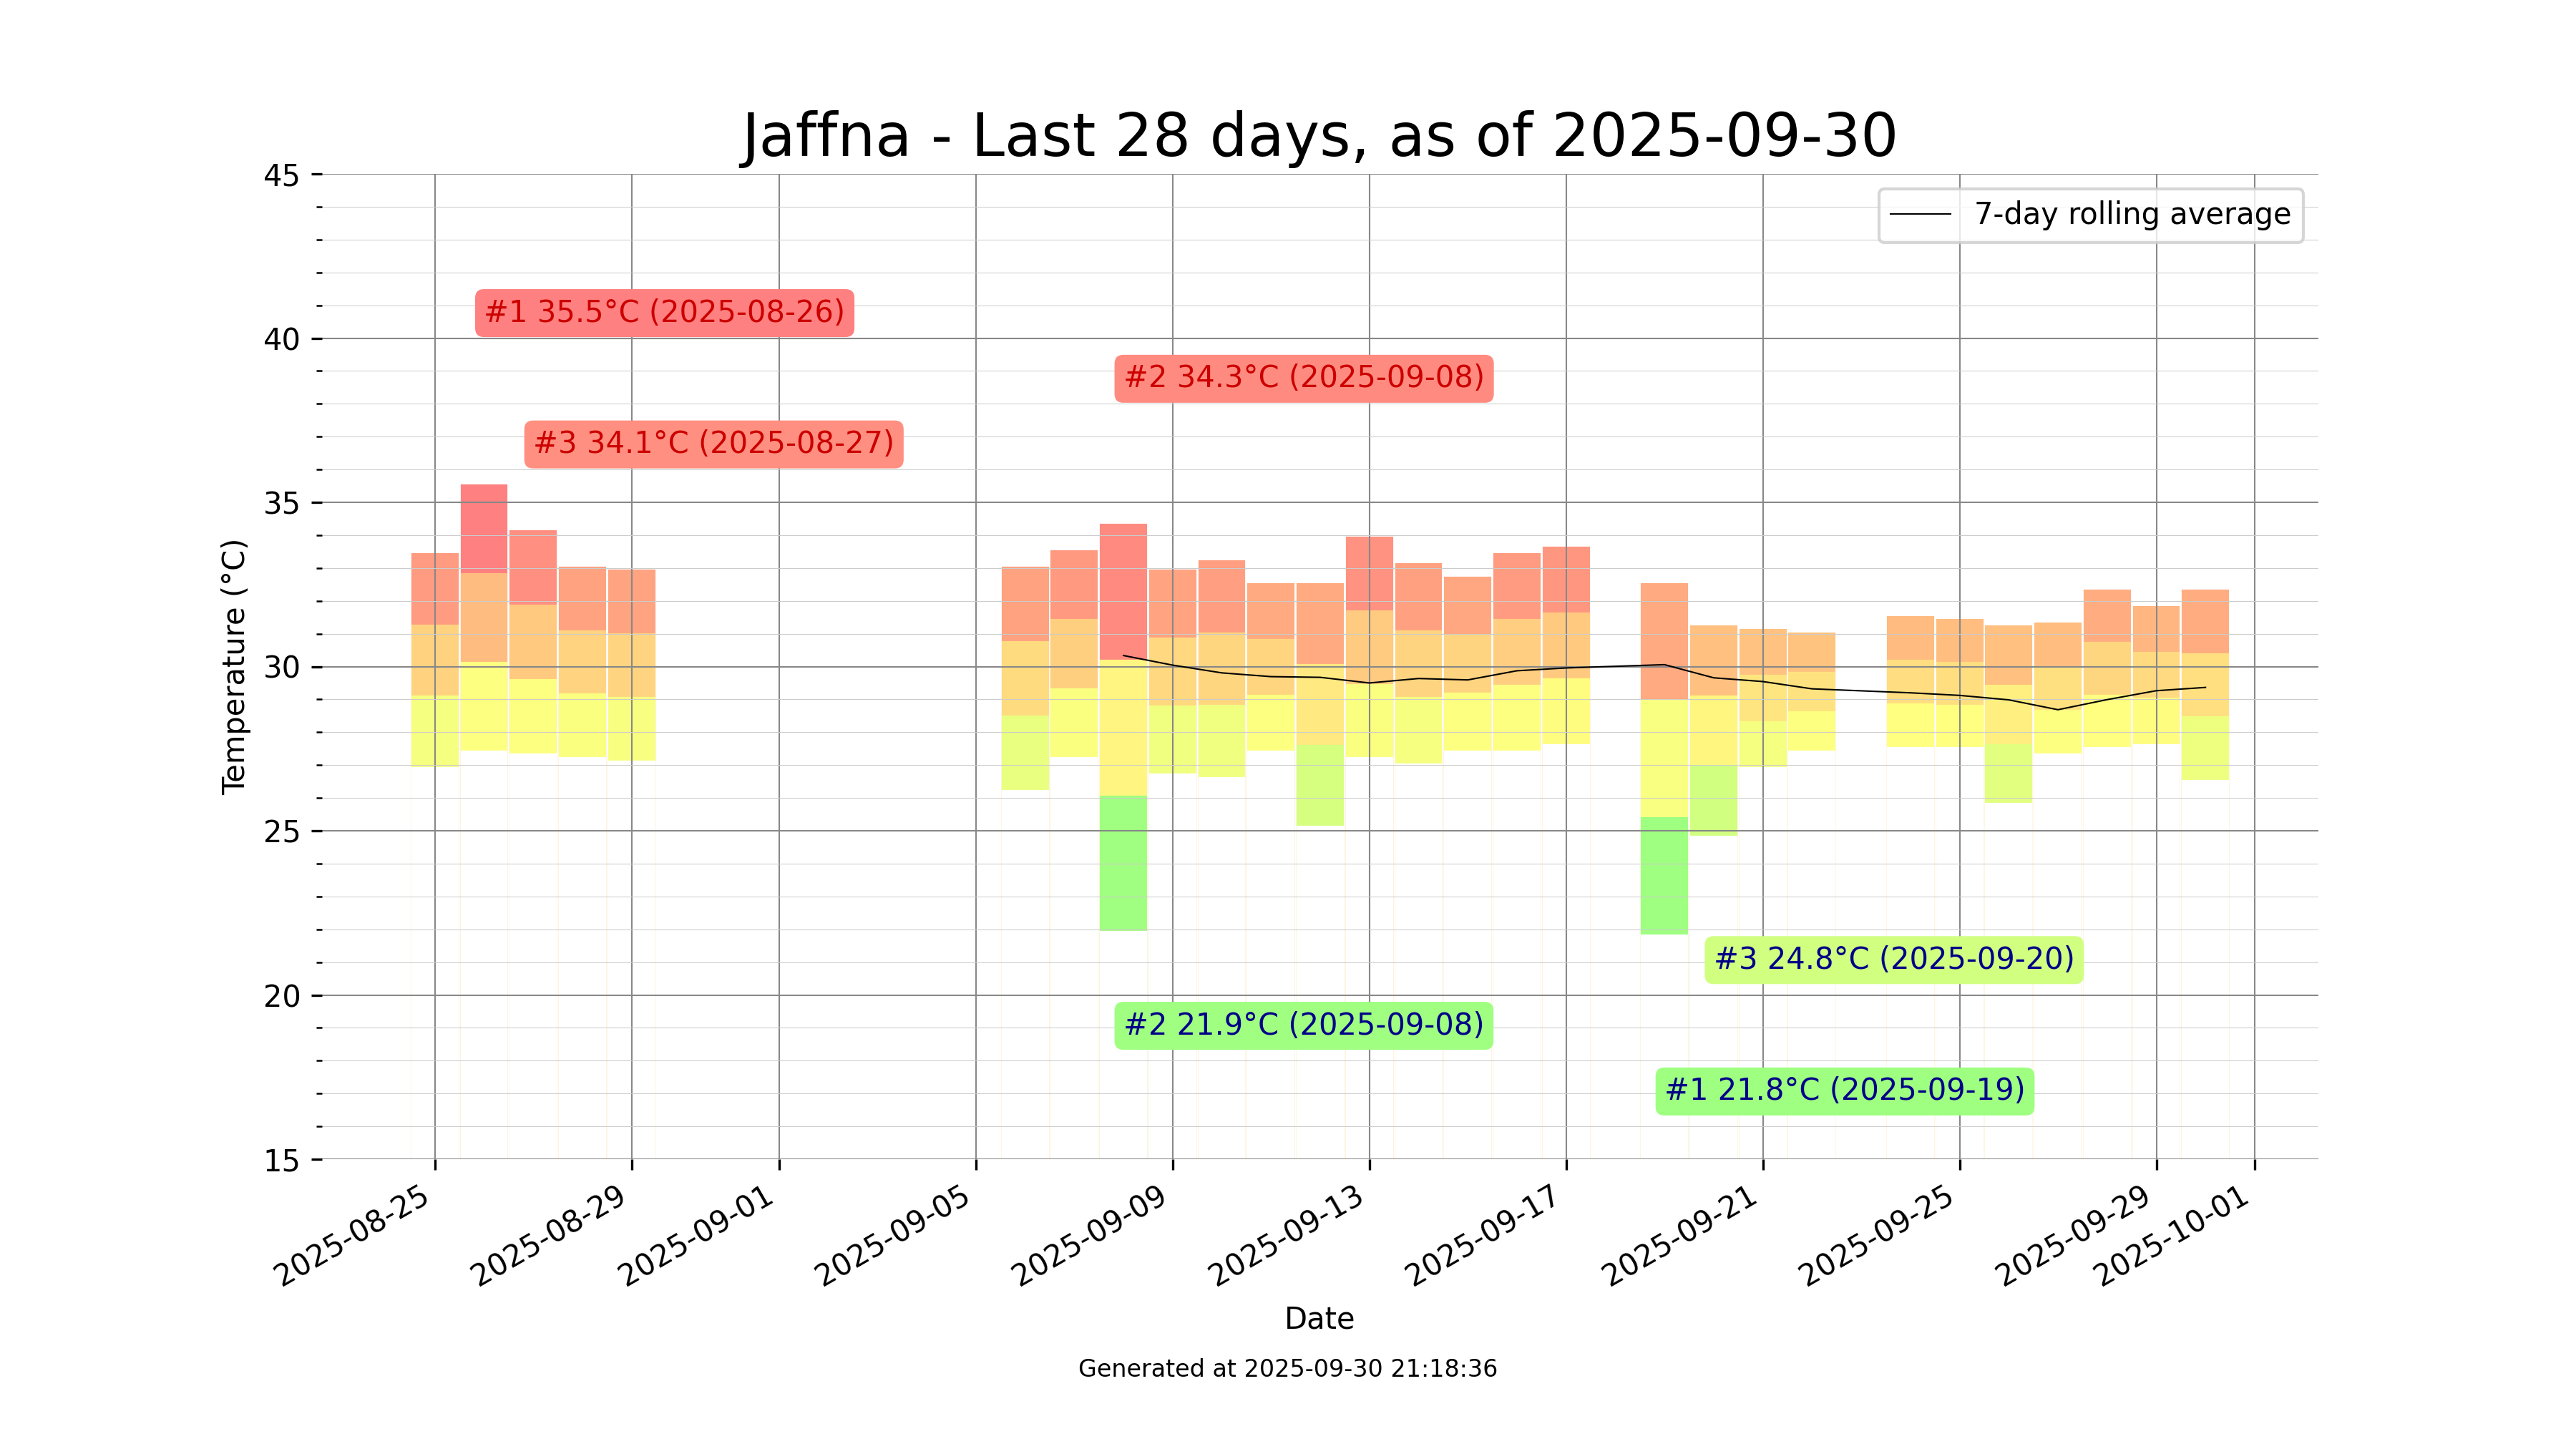 Jaffna - Last 28 days, as of 2025-09-30
7-day rolling average
#1 35.5°C (2025-08-26)
#2 34.3°C (2025-09-08)
#3 34.1°C (2025-08-27)
#3 24.8°C (2025-09-20)
#2 21.9°C (2025-09-08)
#1 21.8°C (2025-09-19)
Temperature (°C)
45
40
35
30
25
20
15
2025-08-25
2025-08-29
2025-09-01
2025-09-05
2025-09-09
2025-09-13
2025-09-17
2025-09-21
2025-09-25
2025-09-29
2025-10-01
Date
Generated at 2025-09-30 21:18:36